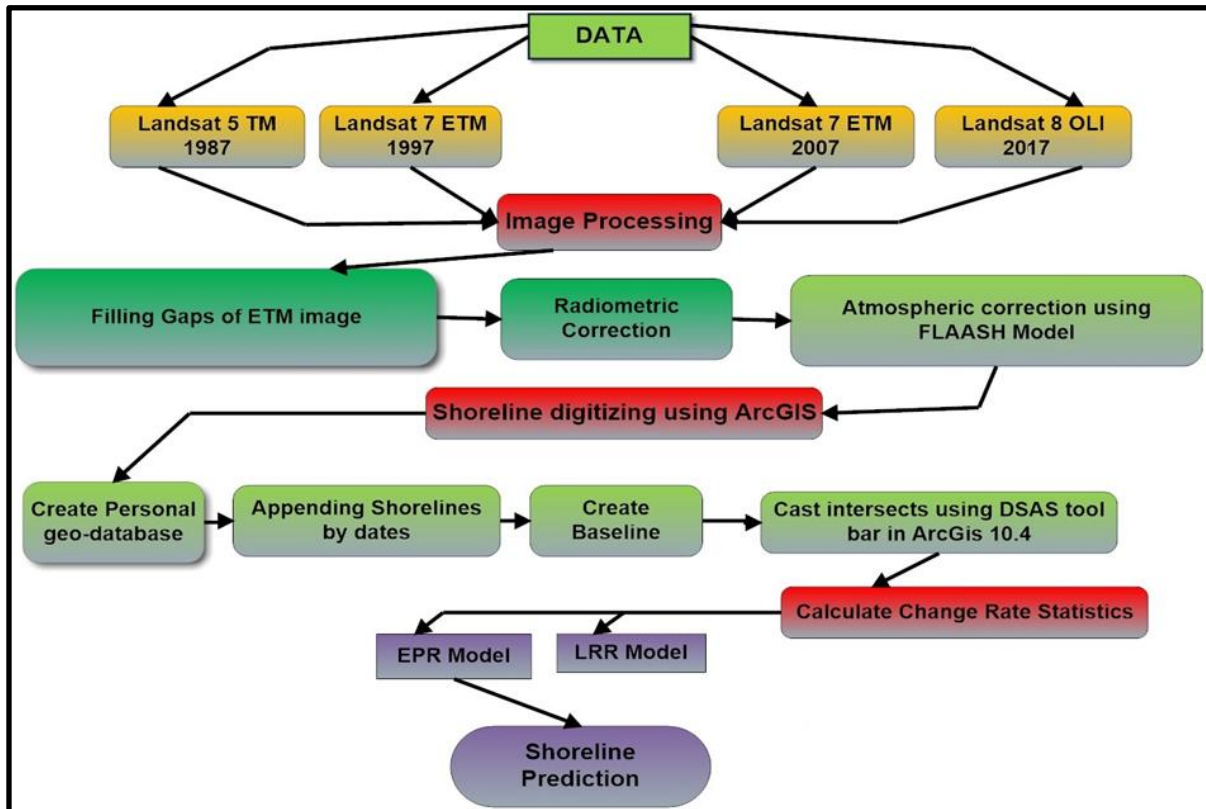 DATA
Landsat 5 TM
1987
Landsat 7 ETM
1997
Landsat 7 ETM
2007
Landsat 8 OLI
2017
Image Processing
Filling Gaps of ETM image
Radiometric
Correction
Atmospheric correction using
FLAASH Model
Shoreline digitizing using ArcGIS
Create Personal
geo-database
Appending Shorelines
by dates
Create
Baseline
Cast intersects using DSAS tool
bar in ArcGis 10.4
Calculate Change Rate Statistics
EPR Model
LRR Model
Shoreline
Prediction